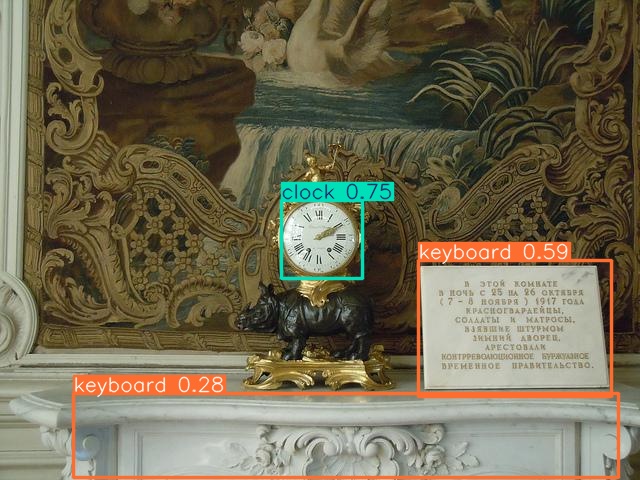 clock 0.75
keyboard 0.59
В ЭТОЙ КОМНАТЕ
В НОЧЬ С 25 НА 26 ОКТЯБРЯ
( 7 - 8 НОЯБРЯ ) 1917 ГОДА
КРАСНОГВАРДЕЙЦЫ,
СОЛДАТЫ И МАТРОСЫ,
ВЗЯВШИЕ ШТУРМОМ
ЗИМНИЙ ДВОРЕЦ,
АРЕСТОВАЛИ
КОНТРРЕВОЛЮЦИОННОЕ БУРЖУАЗНОЕ
ВРЕМЕННОЕ ПРАВИТЕЛЬСТВО.
keyboard 0.28